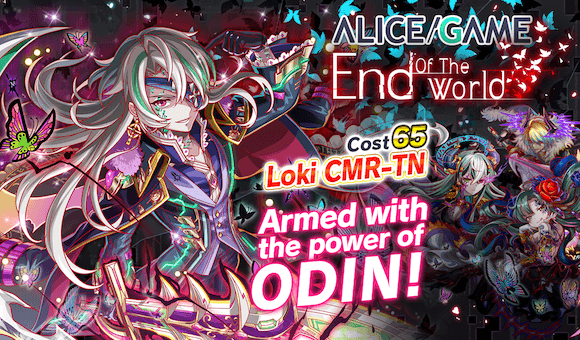 ALICE/GAME
End Of The World
Cost 65
Loki CMR-TN
Armed with
the power of
ODIN!